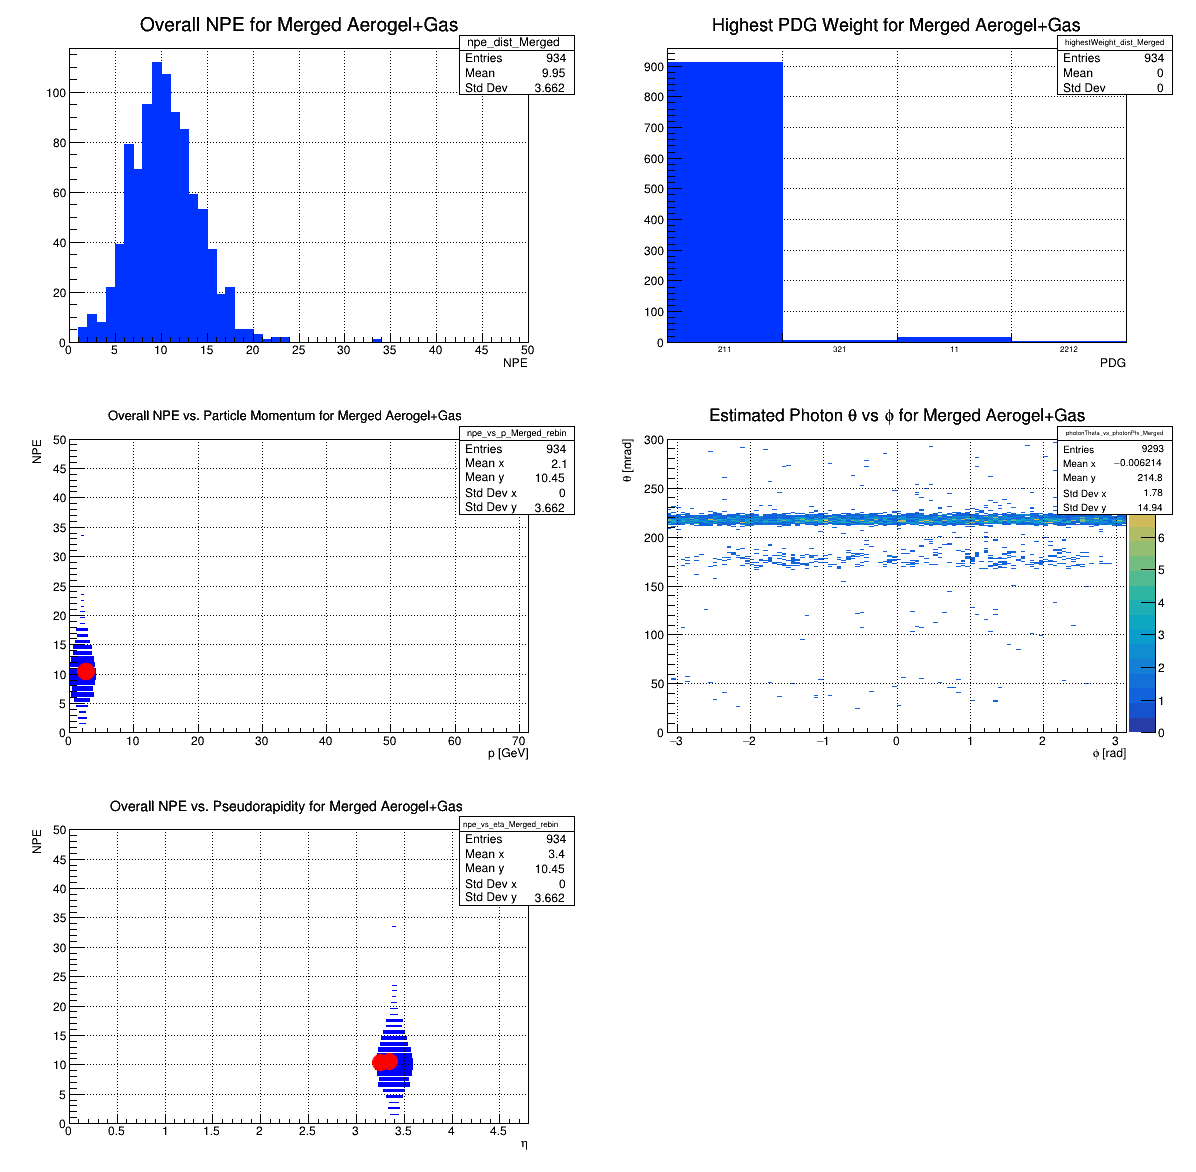 Overall NPE for Merged Aerogel+Gas
npe_dist_Merged
Entries 934
Mean 9.95
Std Dev 3.662
100
80
60
40
20
0
0 5 10 15 20 25 30 35 40 45 50
NPE
Highest PDG Weight for Merged Aerogel+Gas
highestWeight_dist_Merged
Entries 934
Mean 0
Std Dev 0
900
800
700
600
500
400
300
200
100
0
211 321 11 2212
PDG
Overall NPE vs. Particle Momentum for Merged Aerogel+Gas
npe_vs_p_Merged_rebin
Entries 934
Mean x 2.1
Mean y 10.45
Std Dev x 0
Std Dev y 3.662
NPE
50
45
40
35
30
25
20
15
10
5
0
0 10 20 30 40 50 60 70
p [GeV]
Estimated Photon θ vs ϕ for Merged Aerogel+Gas
photonTheta_vs_photonPhi_Merged
Entries 9293
Mean x −0.006214
Mean y 214.8
Std Dev x 1.78
Std Dev y 14.94
θ [mrad]
300
250
200
150
100
50
0
−3 −2 −1 0 1 2 3
ϕ [rad]
6
5
4
3
2
1
0
Overall NPE vs. Pseudorapidity for Merged Aerogel+Gas
npe_vs_eta_Merged_rebin
Entries 934
Mean x 3.4
Mean y 10.45
Std Dev x 0
Std Dev y 3.662
NPE
50
45
40
35
30
25
20
15
10
5
0
0 0.5 1 1.5 2 2.5 3 3.5 4 4.5
η